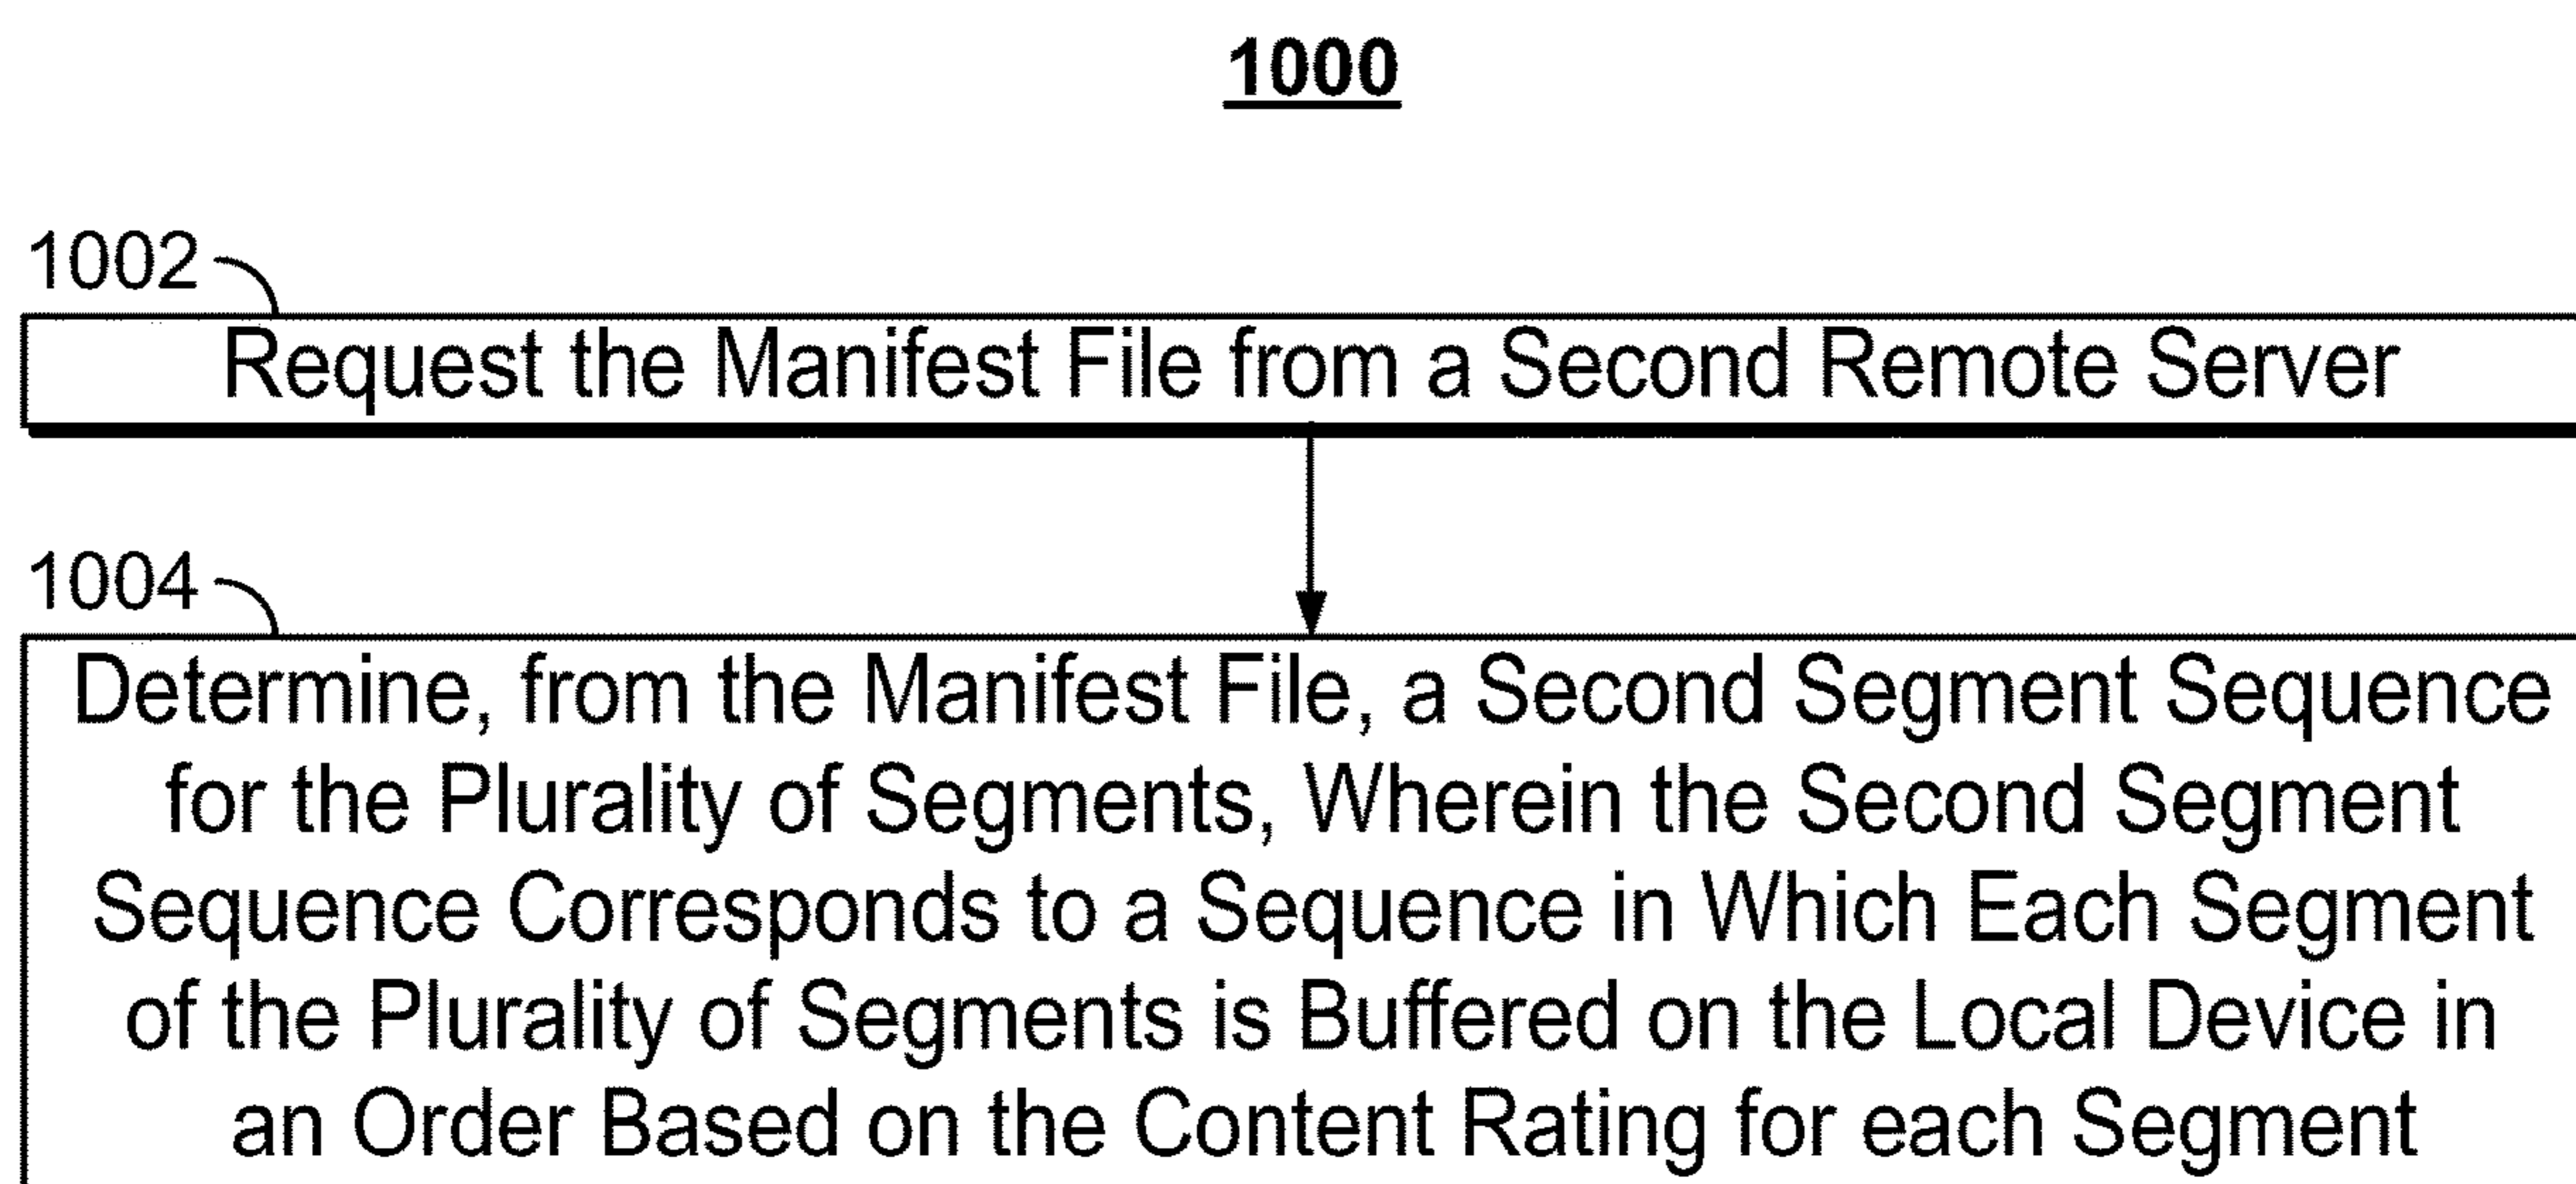 1000
1002
Request the Manifest File from a Second Remote Server
1004
Determine, from the Manifest File, a Second Segment Sequence
for the Plurality of Segments, Wherein the Second Segment
Sequence Corresponds to a Sequence in Which Each Segment
of the Plurality of Segments is Buffered on the Local Device in
an Order Based on the Content Rating for each Segment